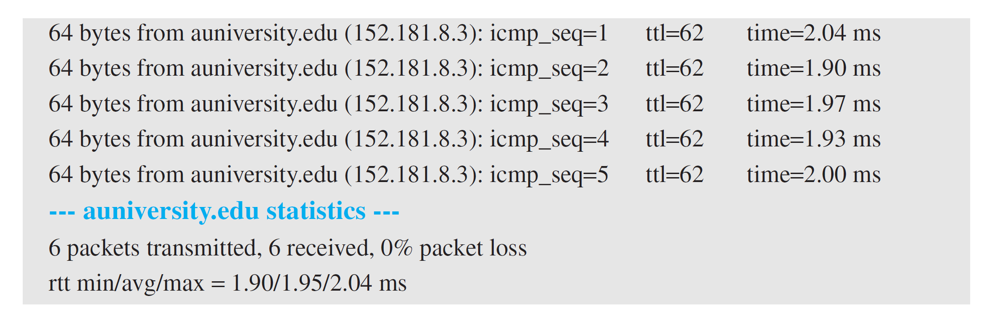 64 bytes from auniversity.edu (152.181.8.3): icmp_seq=1 ttl=62 time=2.04 ms
64 bytes from auniversity.edu (152.181.8.3): icmp_seq=2 ttl=62 time=1.90 ms
64 bytes from auniversity.edu (152.181.8.3): icmp_seq=3 ttl=62 time=1.97 ms
64 bytes from auniversity.edu (152.181.8.3): icmp_seq=4 ttl=62 time=1.93 ms
64 bytes from auniversity.edu (152.181.8.3): icmp_seq=5 ttl=62 time=2.00 ms
--- auniversity.edu statistics ---
6 packets transmitted, 6 received, 0% packet loss
rtt min/avg/max = 1.90/1.95/2.04 ms